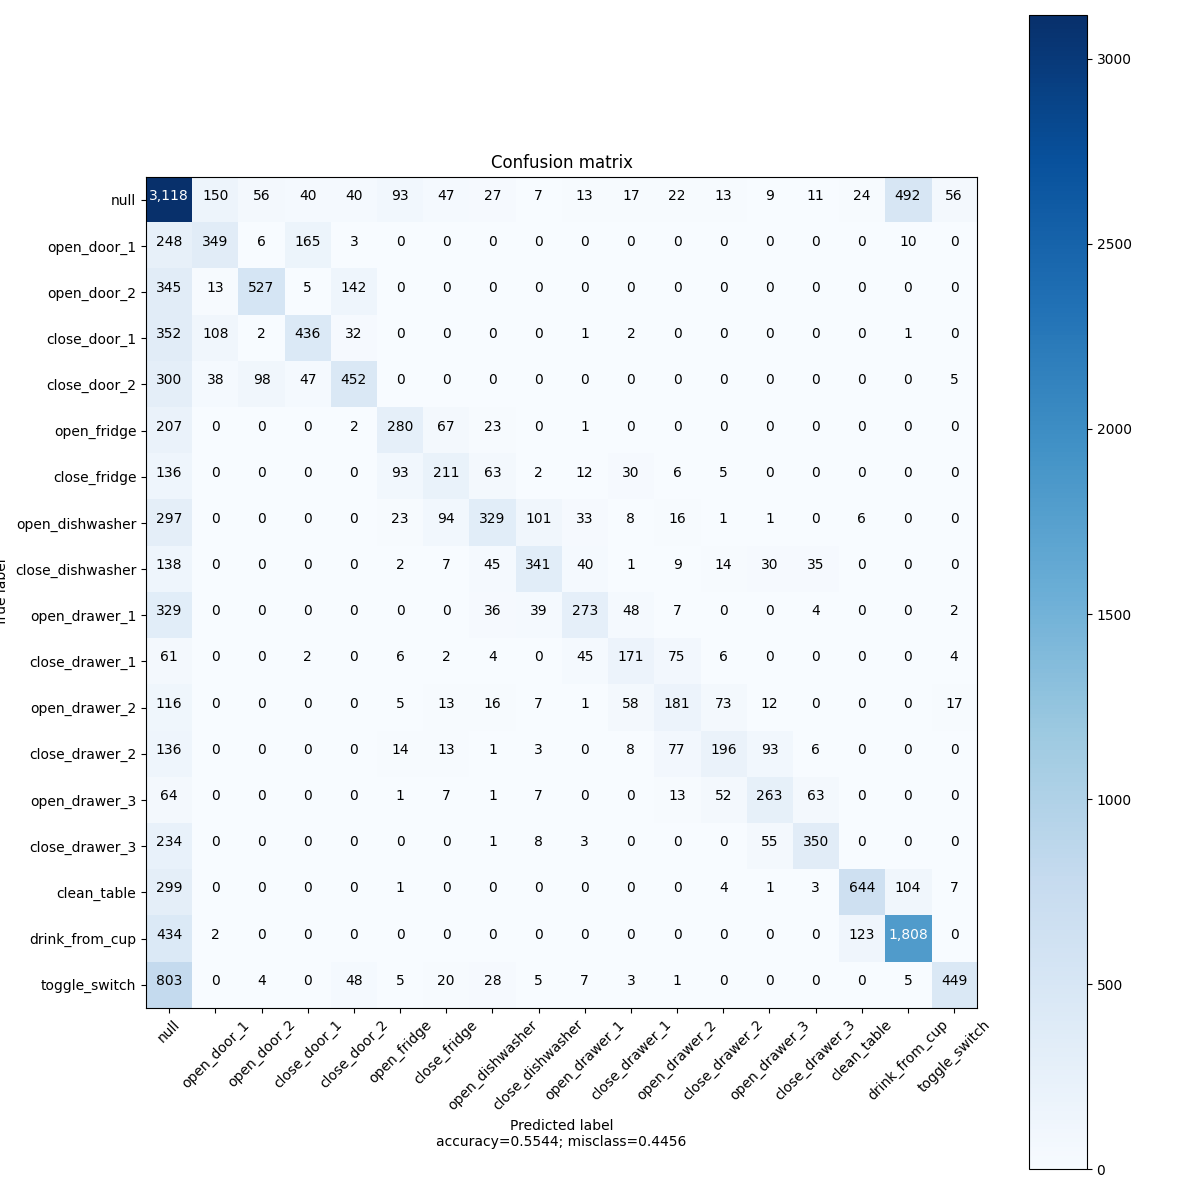 Confusion matrix
null 3,118 150 56 40 40 93 47 27 7 13 17 22 13 9 11 24 492 56
open_door_1 248 349 6 165 3 0 0 0 0 0 0 0 0 0 0 0 10 0
open_door_2 345 13 527 5 142 0 0 0 0 0 0 0 0 0 0 0 0 0
close_door_1 352 108 2 436 32 0 0 0 0 1 2 0 0 0 0 0 1 0
close_door_2 300 38 98 47 452 0 0 0 0 0 0 0 0 0 0 0 0 5
open_fridge 207 0 0 0 2 280 67 23 0 1 0 0 0 0 0 0 0 0
close_fridge 136 0 0 0 0 93 211 63 2 12 30 6 5 0 0 0 0 0
open_dishwasher 297 0 0 0 0 23 94 329 101 33 8 16 1 1 0 6 0 0
close_dishwasher 138 0 0 0 0 2 7 45 341 40 1 9 14 30 35 0 0 0
open_drawer_1 329 0 0 0 0 0 0 36 39 273 48 7 0 0 4 0 0 2
close_drawer_1 61 0 0 2 0 6 2 4 0 45 171 75 6 0 0 0 0 4
open_drawer_2 116 0 0 0 0 5 13 16 7 1 58 181 73 12 0 0 0 17
close_drawer_2 136 0 0 0 0 14 13 1 3 0 8 77 196 93 6 0 0 0
open_drawer_3 64 0 0 0 0 1 7 1 7 0 0 13 52 263 63 0 0 0
close_drawer_3 234 0 0 0 0 0 0 1 8 3 0 0 0 55 350 0 0 0
clean_table 299 0 0 0 0 1 0 0 0 0 0 0 4 1 3 644 104 7
drink_from_cup 434 2 0 0 0 0 0 0 0 0 0 0 0 0 0 123 1,808 0
toggle_switch 803 0 4 0 48 5 20 28 5 7 3 1 0 0 0 0 5 449
null open_door_1 open_door_2 close_door_1 close_door_2 open_fridge close_fridge open_dishwasher close_dishwasher open_drawer_1 close_drawer_1 open_drawer_2 close_drawer_2 open_drawer_3 close_drawer_3 clean_table drink_from_cup toggle_switch
Predicted label
accuracy=0.5544; misclass=0.4456
3000
2500
2000
1500
1000
500
0